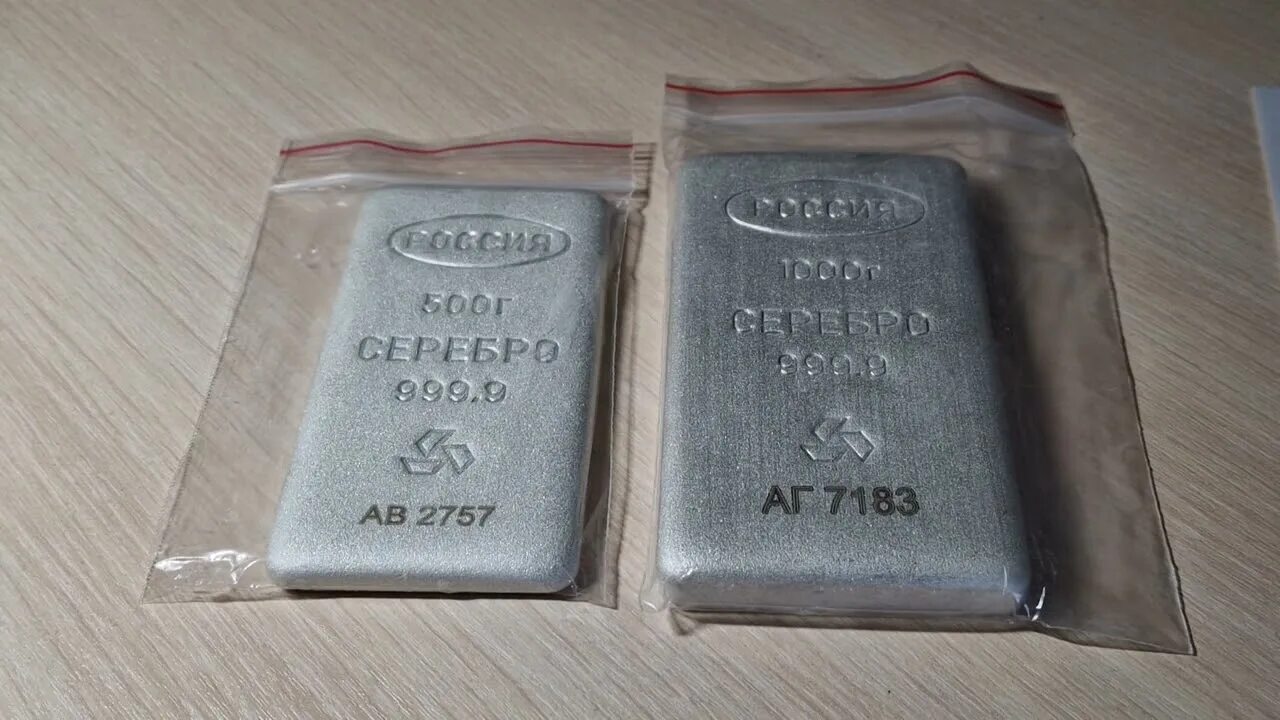 РОССИЯ
500г
СЕРЕБРО
999.9
АВ 2757
РОССИЯ
1000г
СЕРЕБРО
999.9
АГ 7183